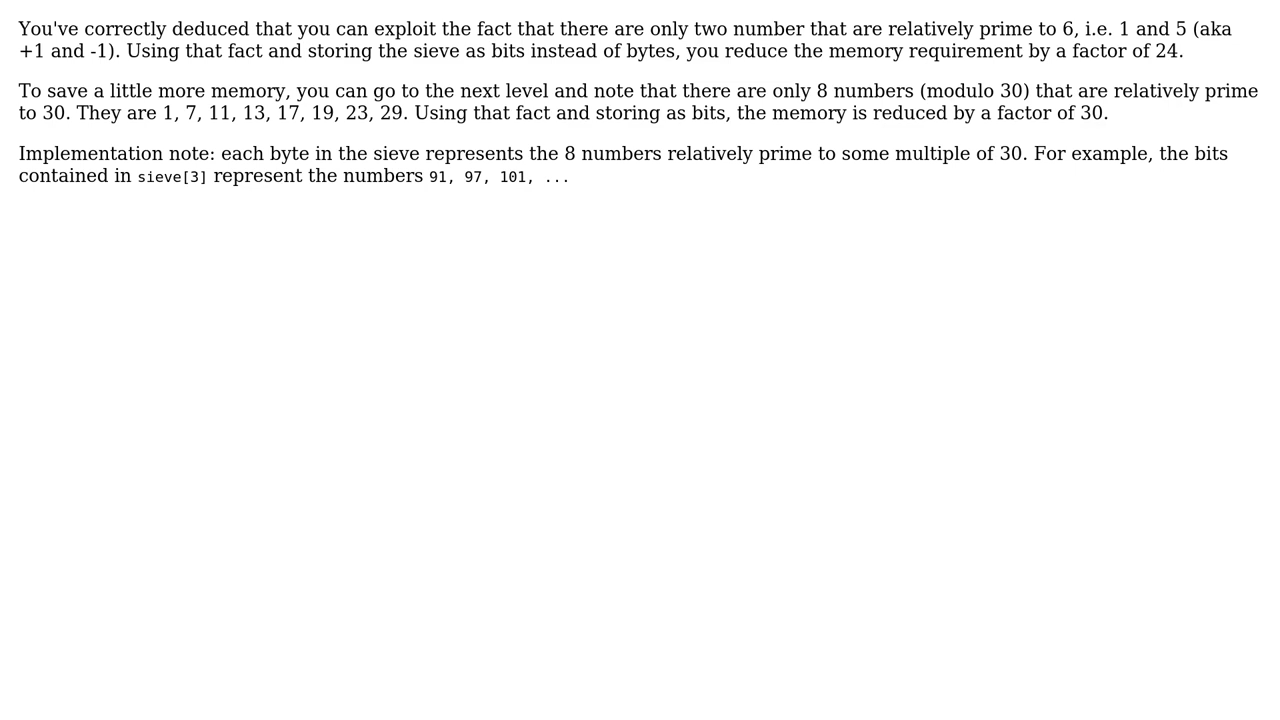 You've correctly deduced that you can exploit the fact that there are only two number that are relatively prime to 6, i.e. 1 and 5 (aka
+1 and -1). Using that fact and storing the sieve as bits instead of bytes, you reduce the memory requirement by a factor of 24.
To save a little more memory, you can go to the next level and note that there are only 8 numbers (modulo 30) that are relatively prime
to 30. They are 1, 7, 11, 13, 17, 19, 23, 29. Using that fact and storing as bits, the memory is reduced by a factor of 30.
Implementation note: each byte in the sieve represents the 8 numbers relatively prime to some multiple of 30. For example, the bits
contained in sieve[3] represent the numbers 91, 97, 101, ...